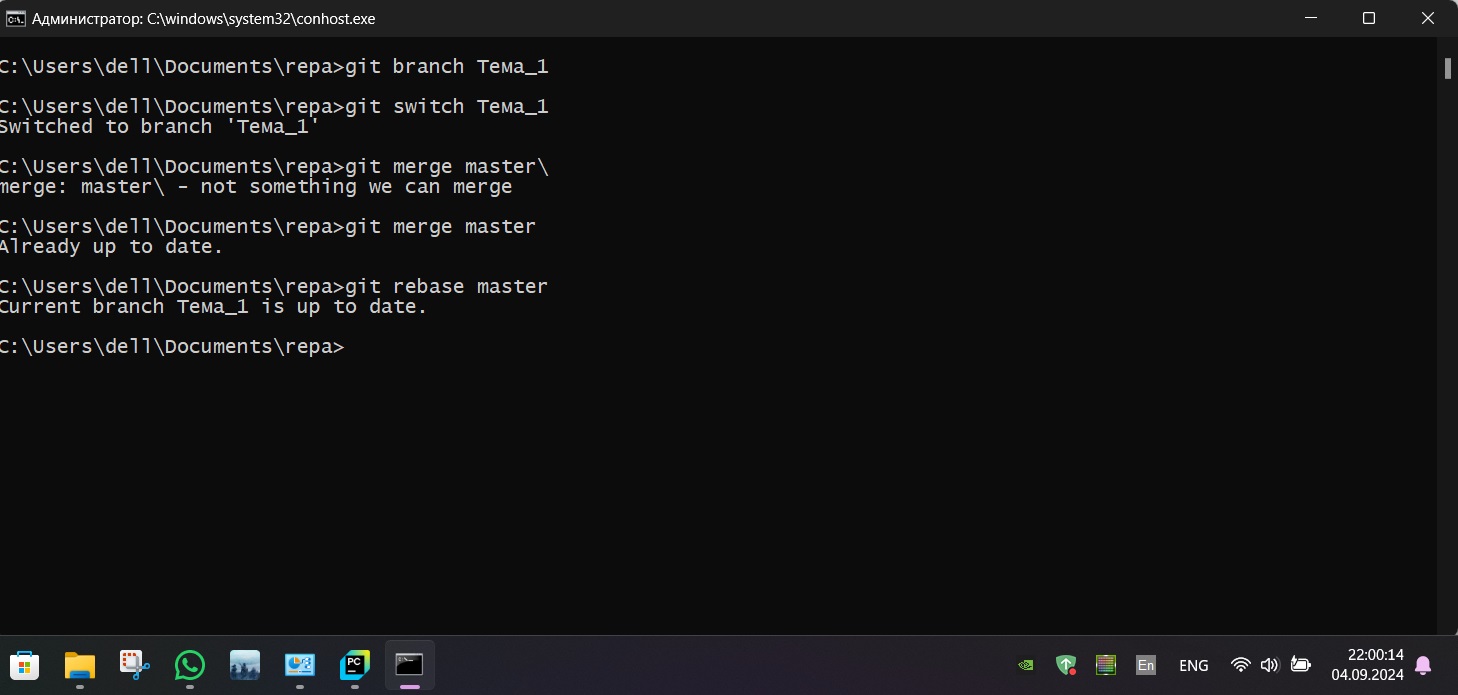 Администратор: C:\windows\system32\conhost.exe
C:\Users\dell\Documents\repa>git branch Тема_1
C:\Users\dell\Documents\repa>git switch Тема_1
Switched to branch 'Тема_1'
C:\Users\dell\Documents\repa>git merge master\
merge: master\ - not something we can merge
C:\Users\dell\Documents\repa>git merge master
Already up to date.
C:\Users\dell\Documents\repa>git rebase master
Current branch Тема_1 is up to date.
C:\Users\dell\Documents\repa>
PC
En
ENG
22:00:14
04.09.2024